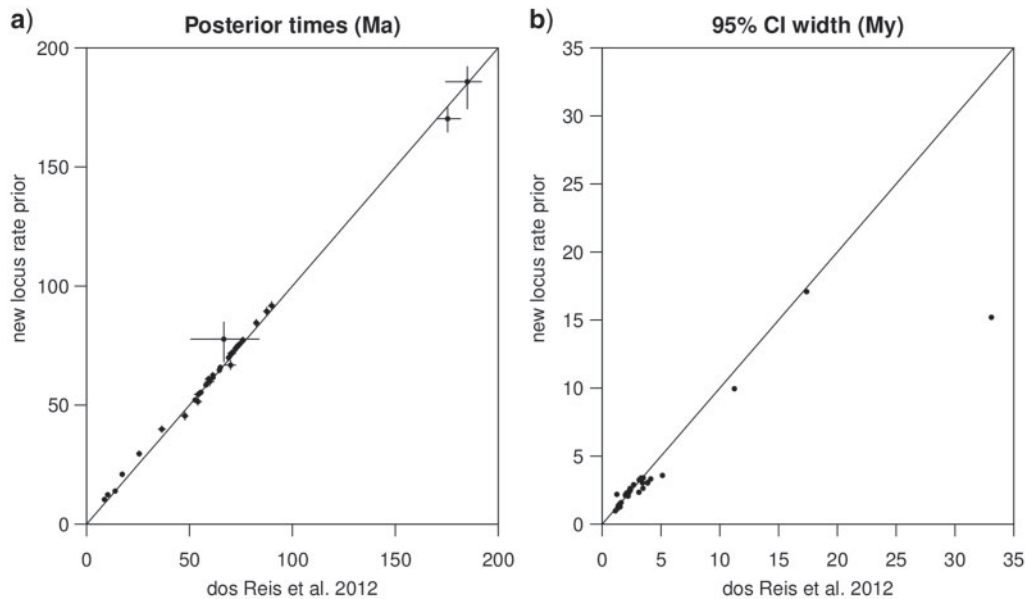 a) Posterior times (Ma)
200
150
100
50
0
new locus rate prior
0 50 100 150 200
dos Reis et al. 2012
b) 95% CI width (My)
35
30
25
20
15
10
5
0
new locus rate prior
0 5 10 15 20 25 30 35
dos Reis et al. 2012